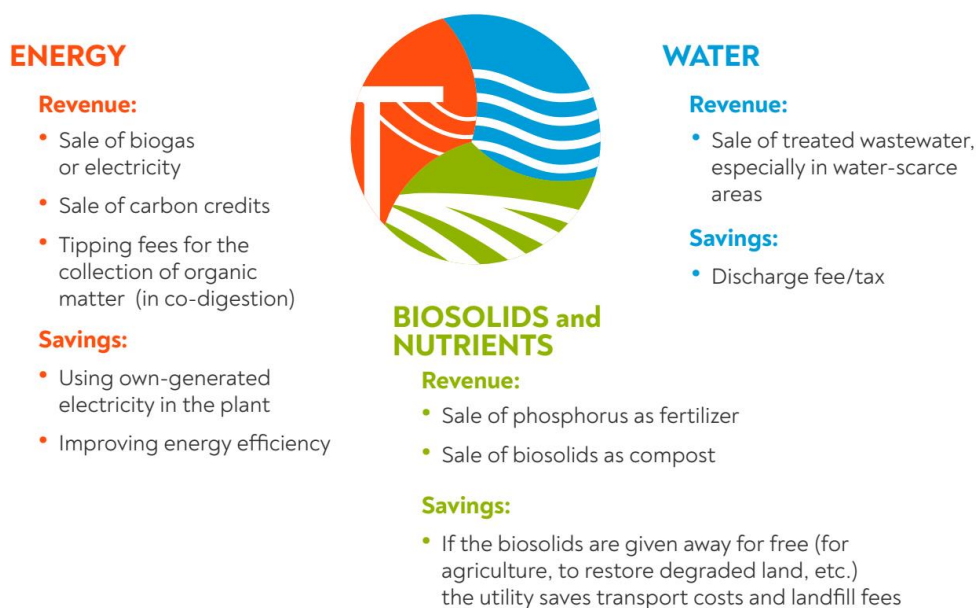 ENERGY
Revenue:
• Sale of biogas
or electricity
• Sale of carbon credits
• Tipping fees for the
collection of organic
matter (in co-digestion)
Savings:
• Using own-generated
electricity in the plant
• Improving energy efficiency
WATER
Revenue:
• Sale of treated wastewater,
especially in water-scarce
areas
Savings:
• Discharge fee/tax
BIOSOLIDS and
NUTRIENTS
Revenue:
• Sale of phosphorus as fertilizer
• Sale of biosolids as compost
Savings:
• If the biosolids are given away for free (for
agriculture, to restore degraded land, etc.)
the utility saves transport costs and landfill fees